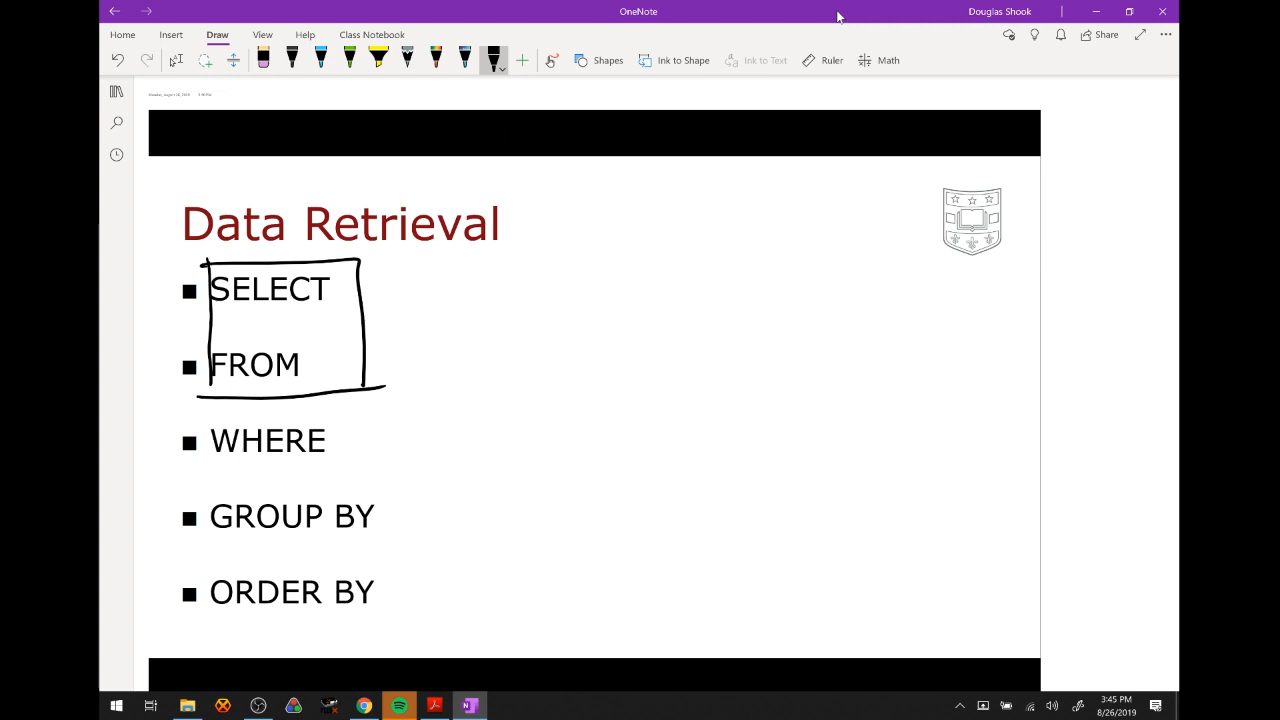 OneNote
Douglas Shook
Home Insert Draw View Help Class Notebook
Share
Shapes Ink to Shape Ink to Text Ruler Math
Data Retrieval
■ SELECT
■ FROM
■ WHERE
■ GROUP BY
■ ORDER BY
3:45 PM
8/26/2019